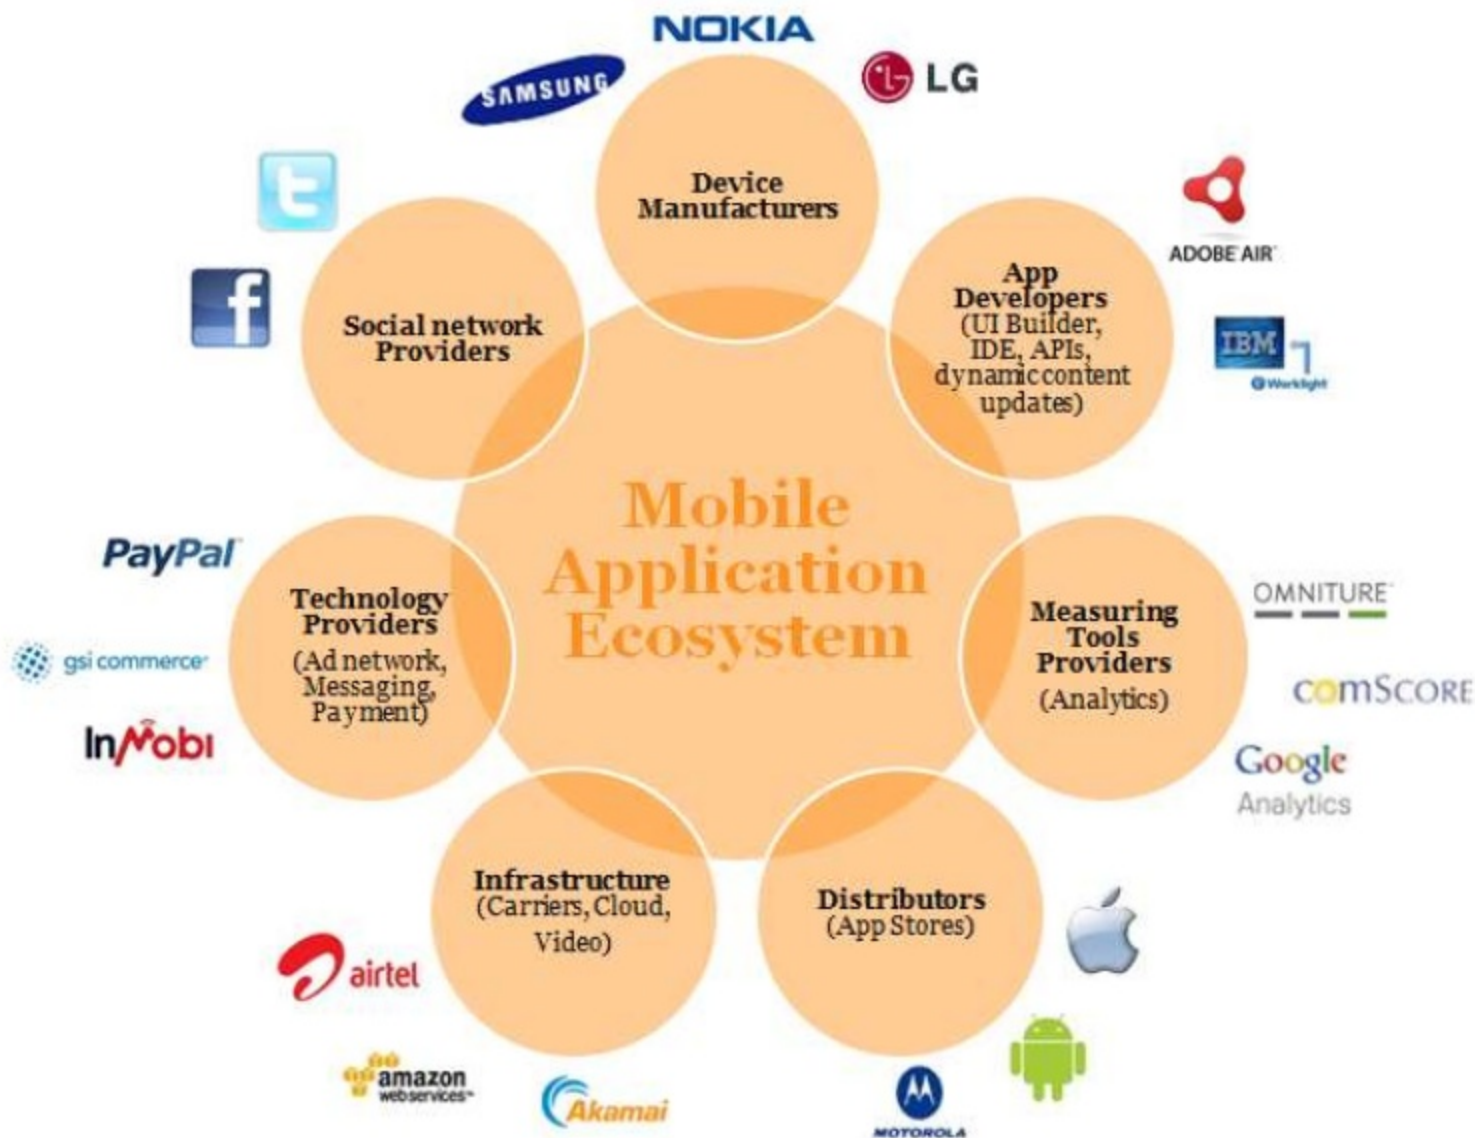 NOKIA
SAMSUNG
LG
Device
Manufacturers
ADOBE AIR
App
Developers
(UI Builder,
IDE, APIs,
dynamic content
updates)
IBM
Worklight
t
f
Social network
Providers
Mobile
Application
Ecosystem
PayPal
Technology
Providers
(Ad network,
Messaging,
Payment)
gsi commerce
InMobi
OMNITURE
Measuring
Tools
Providers
(Analytics)
comSCORE
Google
Analytics
Infrastructure
(Carriers, Cloud,
Video)
airtel
amazon
webservices™
Akamai
Distributors
(App Stores)
MOTOROLA